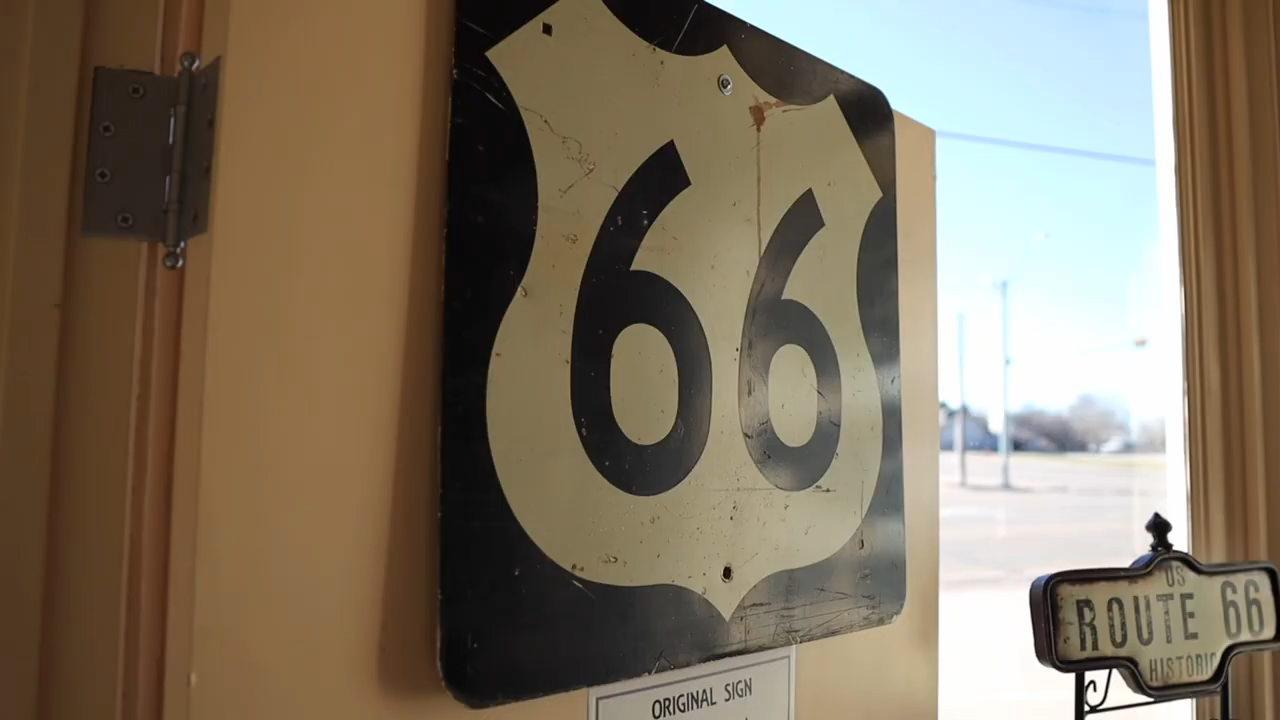 66
ORIGINAL SIGN
US
ROUTE 66
HISTORIC